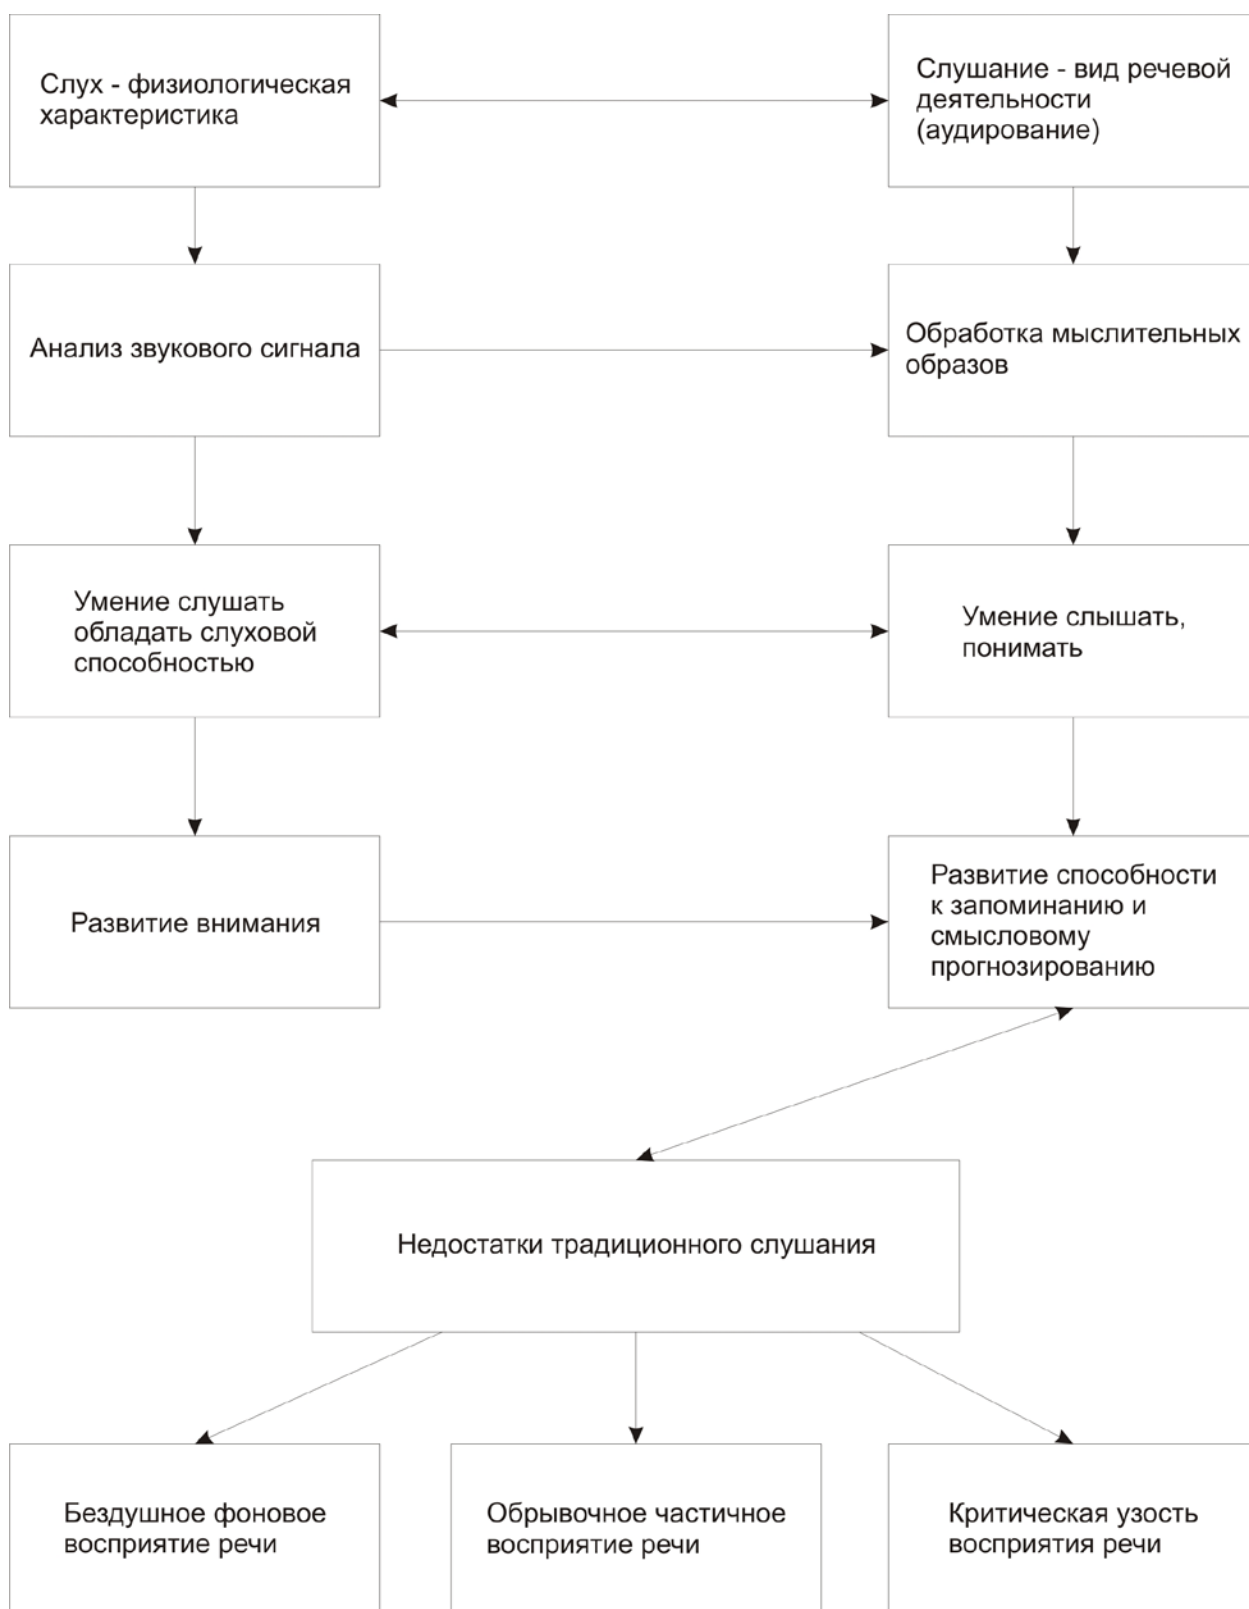 Слух - физиологическая
характеристика
Слушание - вид речевой
деятельности
(аудирование)
Анализ звукового сигнала
Обработка мыслительных
образов
Умение слушать
обладать слуховой
способностью
Умение слышать,
понимать
Развитие внимания
Развитие способности
к запоминанию и
смысловому
прогнозированию
Недостатки традиционного слушания
Бездушное фоновое
восприятие речи
Обрывочное частичное
восприятие речи
Критическая узость
восприятия речи